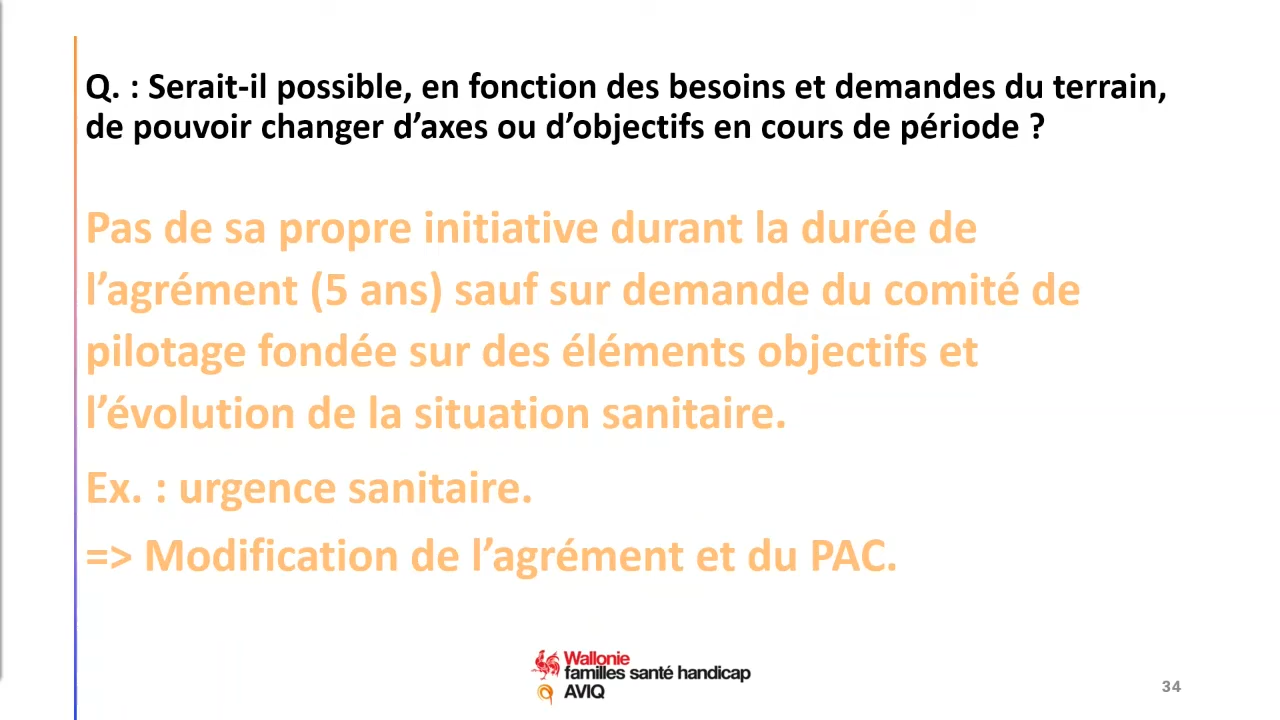 Q. : Serait-il possible, en fonction des besoins et demandes du terrain,
de pouvoir changer d’axes ou d’objectifs en cours de période ?
Pas de sa propre initiative durant la durée de
l’agrément (5 ans) sauf sur demande du comité de
pilotage fondée sur des éléments objectifs et
l’évolution de la situation sanitaire.
Ex. : urgence sanitaire.
=> Modification de l’agrément et du PAC.
Wallonie
familles santé handicap
AVIQ
34